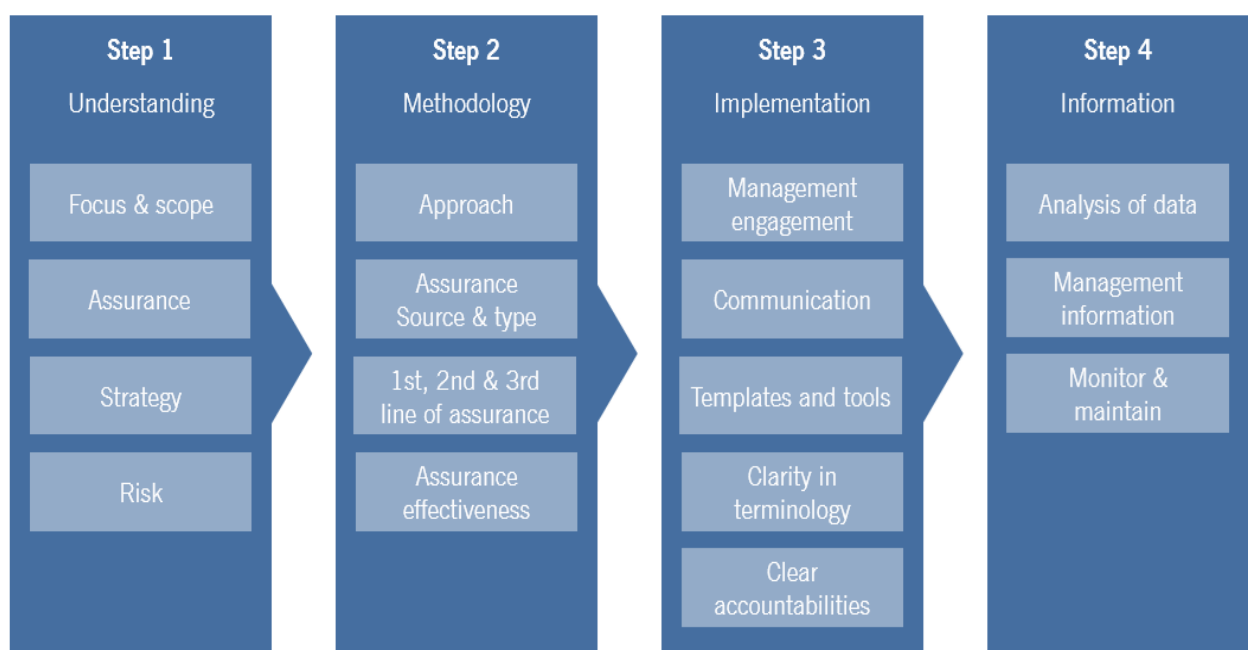 Step 1
Understanding
Focus & scope
Assurance
Strategy
Risk
Step 2
Methodology
Approach
Assurance
Source & type
1st, 2nd & 3rd
line of assurance
Assurance
effectiveness
Step 3
Implementation
Management
engagement
Communication
Templates and tools
Clarity in
terminology
Clear
accountabilities
Step 4
Information
Analysis of data
Management
information
Monitor &
maintain